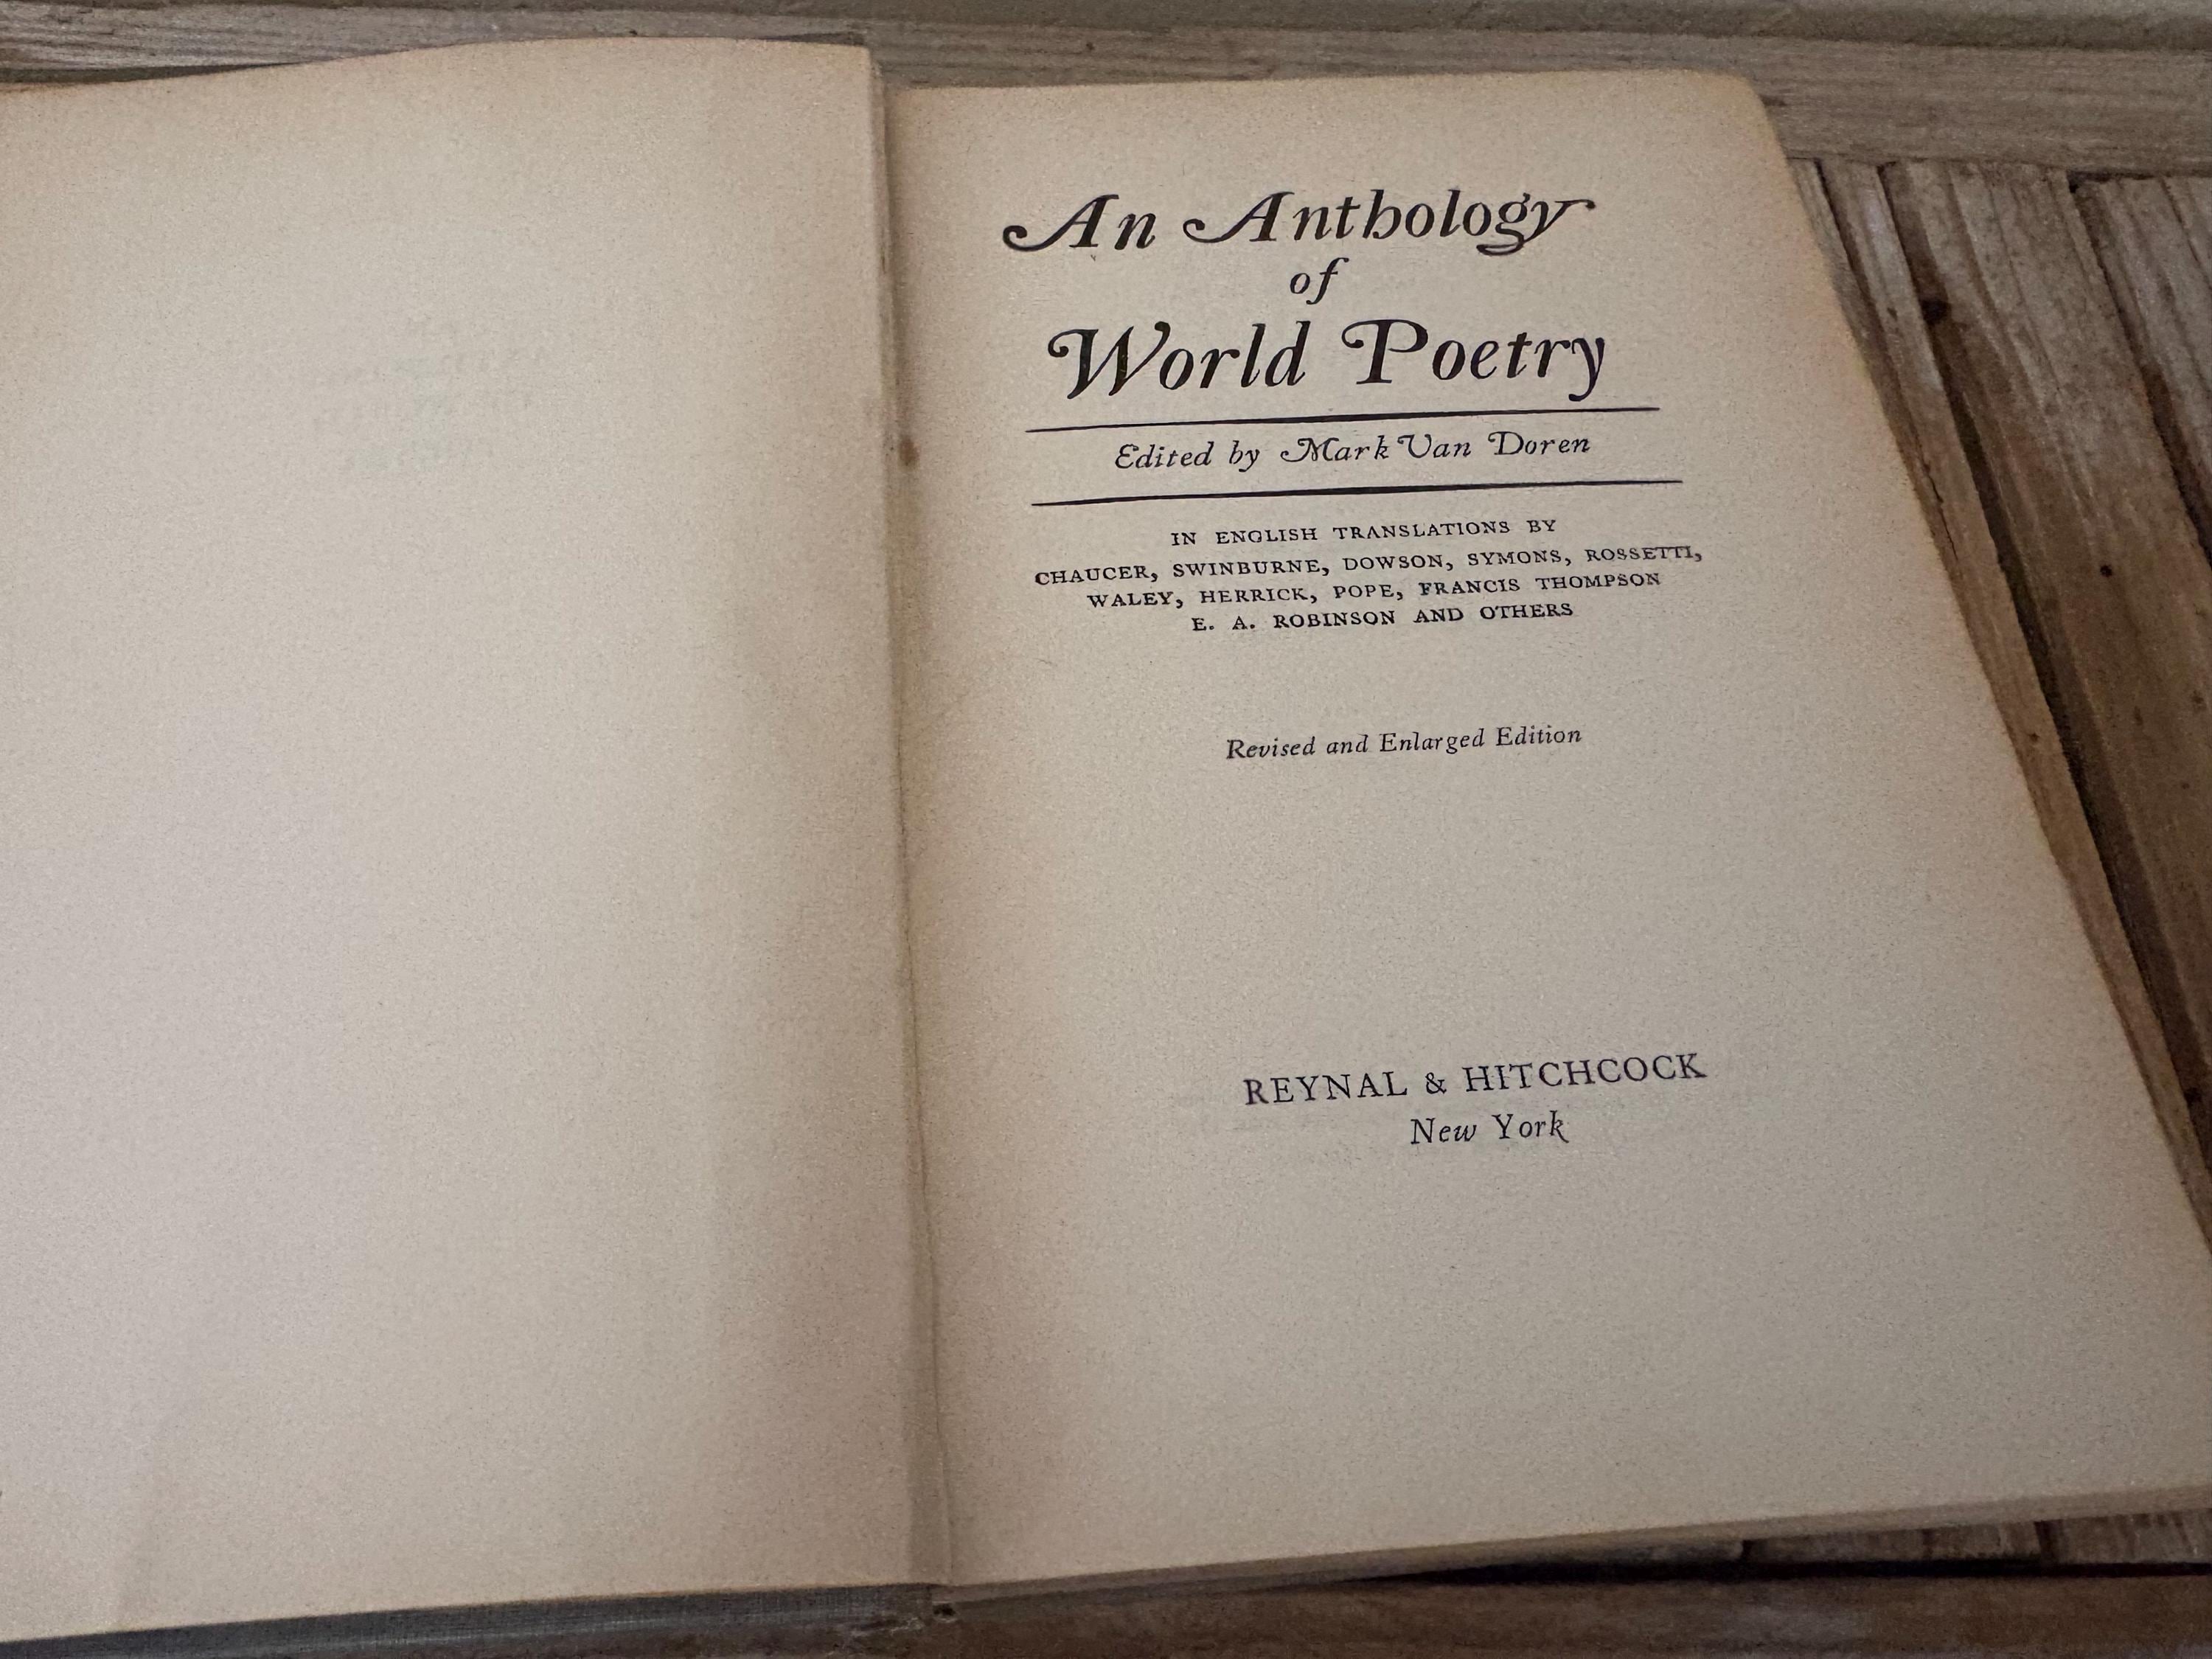 An Anthology
of
World Poetry
Edited by Mark Van Doren
IN ENGLISH TRANSLATIONS BY
CHAUCER, SWINBURNE, DOWSON, SYMONS, ROSSETTI,
WALEY, HERRICK, POPE, FRANCIS THOMPSON
E. A. ROBINSON AND OTHERS
Revised and Enlarged Edition
REYNAL & HITCHCOCK
New York